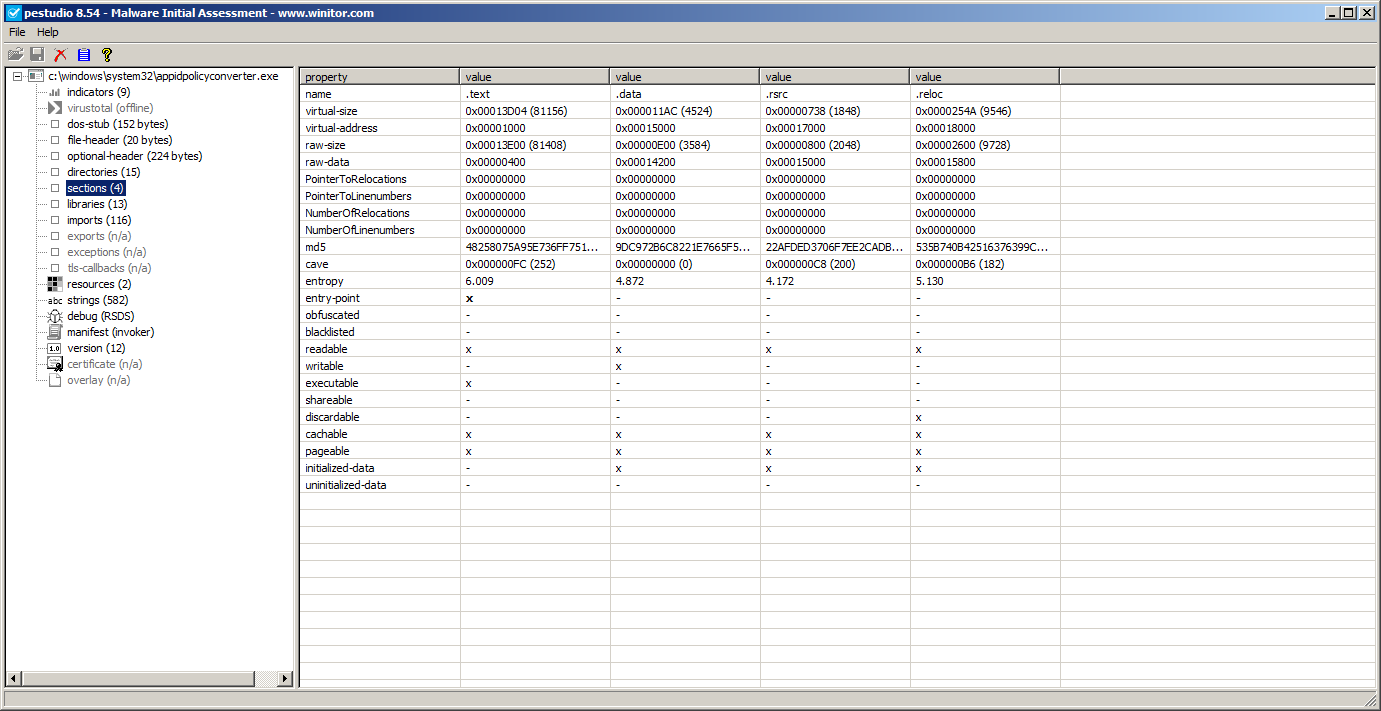 pestudio 8.54 - Malware Initial Assessment - www.winitor.com
File Help
c:\windows\system32\appidpolicyconverter.exe
indicators (9)
virustotal (offline)
dos-stub (152 bytes)
file-header (20 bytes)
optional-header (224 bytes)
directories (15)
sections (4)
libraries (13)
imports (116)
exports (n/a)
exceptions (n/a)
tls-callbacks (n/a)
resources (2)
abc strings (582)
debug (RSDS)
manifest (invoker)
1.0 version (12)
certificate (n/a)
overlay (n/a)
property value value value value
name .text .data .rsrc .reloc
virtual-size 0x00013D04 (81156) 0x000011AC (4524) 0x00000738 (1848) 0x0000254A (9546)
virtual-address 0x00001000 0x00015000 0x00017000 0x00018000
raw-size 0x00013E00 (81408) 0x00000E00 (3584) 0x00000800 (2048) 0x00002600 (9728)
raw-data 0x00000400 0x00014200 0x00015000 0x00015800
PointerToRelocations 0x00000000 0x00000000 0x00000000 0x00000000
PointerToLinenumbers 0x00000000 0x00000000 0x00000000 0x00000000
NumberOfRelocations 0x00000000 0x00000000 0x00000000 0x00000000
NumberOfLinenumbers 0x00000000 0x00000000 0x00000000 0x00000000
md5 48258075A95E736FF751... 9DC972B6C8221E7665F5... 22AFDED3706F7EE2CADB... 535B740B42516376399C...
cave 0x000000FC (252) 0x00000000 (0) 0x000000C8 (200) 0x000000B6 (182)
entropy 6.009 4.872 4.172 5.130
entry-point x - - -
obfuscated - - - -
blacklisted - - - -
readable x x x x
writable - x - -
executable x - - -
shareable - - - -
discardable - - - x
cachable x x x x
pageable x x x x
initialized-data - x x x
uninitialized-data - - - -